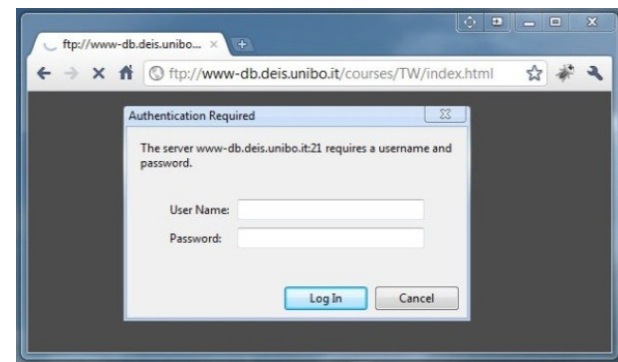 ftp://www-db.deis.unibo...
ftp://www-db.deis.unibo.it/courses/TW/index.html
Authentication Required
The server www-db.deis.unibo.it:21 requires a username and
password.
User Name:
Password:
Log In
Cancel